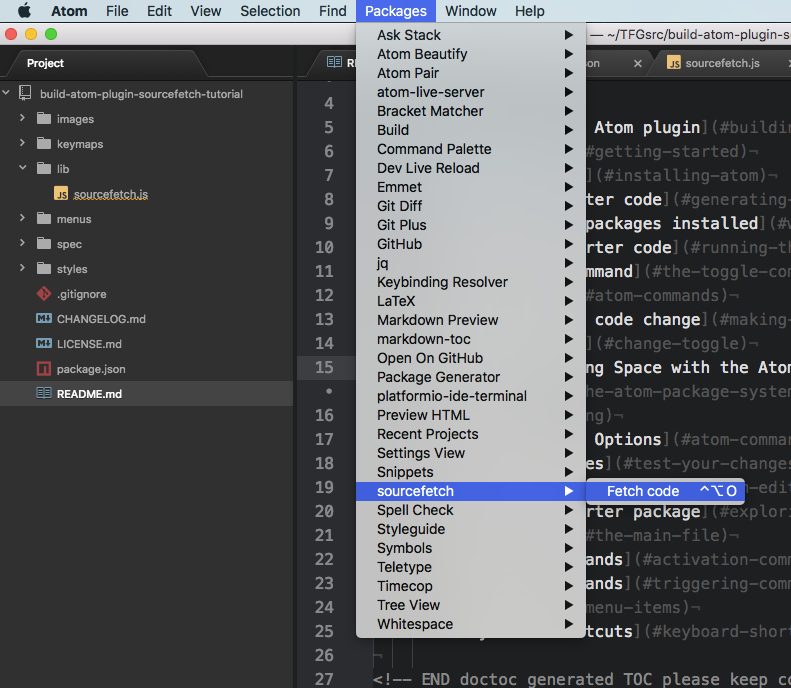 Atom File Edit View Selection Find Packages Window Help
— ~/TFGsrc/build-atom-plugin-s
Project
sourcefetch.js
build-atom-plugin-sourcefetch-tutorial
images
keymaps
lib
sourcefetch.js
menus
spec
styles
.gitignore
CHANGELOG.md
LICENSE.md
package.json
README.md
Ask Stack
Atom Beautify
Atom Pair
atom-live-server
Bracket Matcher
Build
Command Palette
Dev Live Reload
Emmet
Git Diff
Git Plus
GitHub
jq
Keybinding Resolver
LaTeX
Markdown Preview
markdown-toc
Open On GitHub
Package Generator
platformio-ide-terminal
Preview HTML
Recent Projects
Settings View
Snippets
sourcefetch
Spell Check
Styleguide
Symbols
Teletype
Timecop
Tree View
Whitespace
Fetch code ^⌥O
4
5 Atom plugin](#buildin
6 #getting-started)¬
7 ](#installing-atom)¬
8 ter code](#generating-
9 packages installed](#w
10 rter code](#running-th
11 mmand](#the-toggle-com
12 #atom-commands)¬
13 code change](#making-
14 ](#change-toggle)¬
15 ng Space with the Atom
• he-atom-package-system
16 ng)¬
17 Options](#atom-comman
18 es](#test-your-changes
19 n-edi
20 rter package](#explori
21 #the-main-file)¬
22 ands](#activation-comm
23 ands](#triggering-comm
24 menu-items)¬
25 tcuts](#keyboard-short
26 ¬
27 <!-- END doctoc generated TOC please keep co